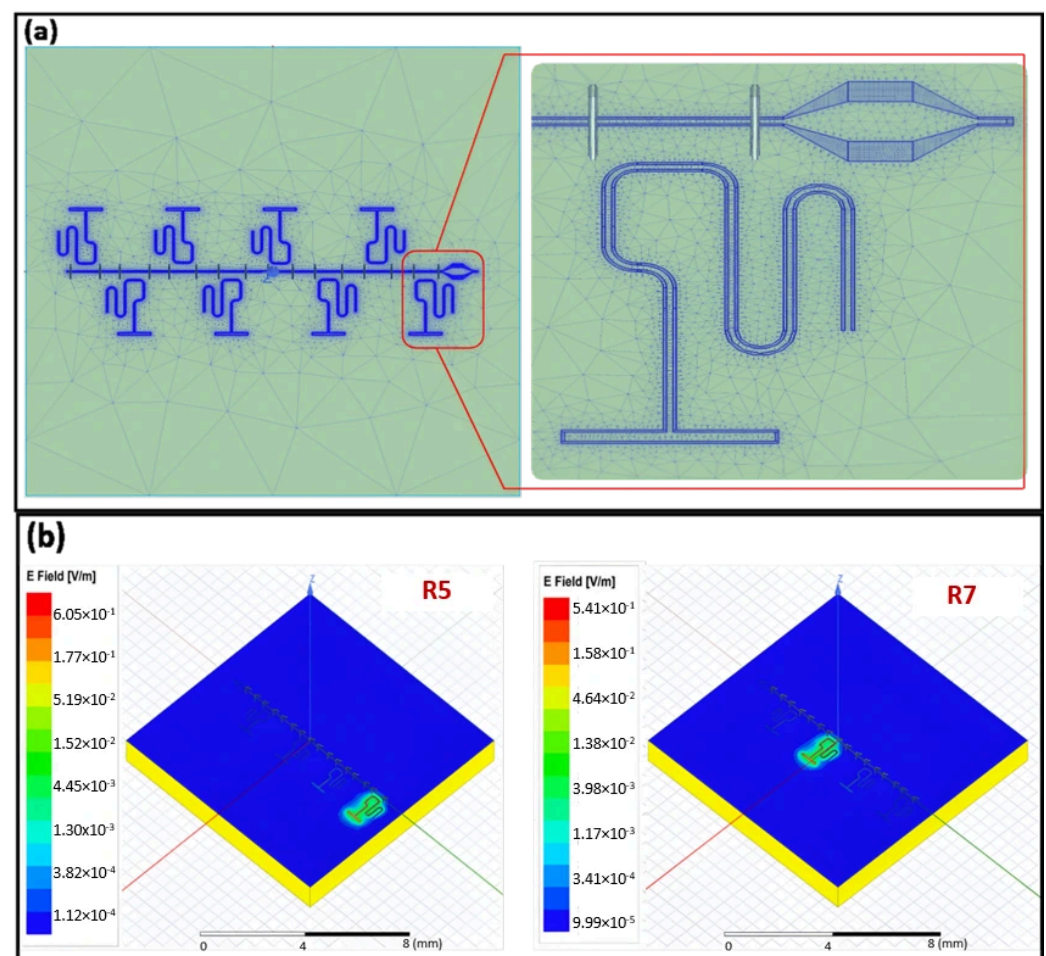 (a)
(b)
E Field [V/m]
R5
6.05×10⁻¹
1.77×10⁻¹
5.19×10⁻²
1.52×10⁻²
4.45×10⁻³
1.30×10⁻³
3.82×10⁻⁴
1.12×10⁻⁴
Z
0 4 8 (mm)
E Field [V/m]
R7
5.41×10⁻¹
1.58×10⁻¹
4.64×10⁻²
1.38×10⁻²
3.98×10⁻³
1.17×10⁻³
3.41×10⁻⁴
9.99×10⁻⁵
Z
0 4 8 (mm)